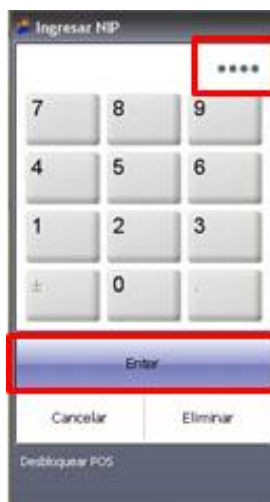 Ingresar NIP
••••
7 8 9
4 5 6
1 2 3
± 0 .
Enter
Cancelar Eliminar
Desbloquear POS